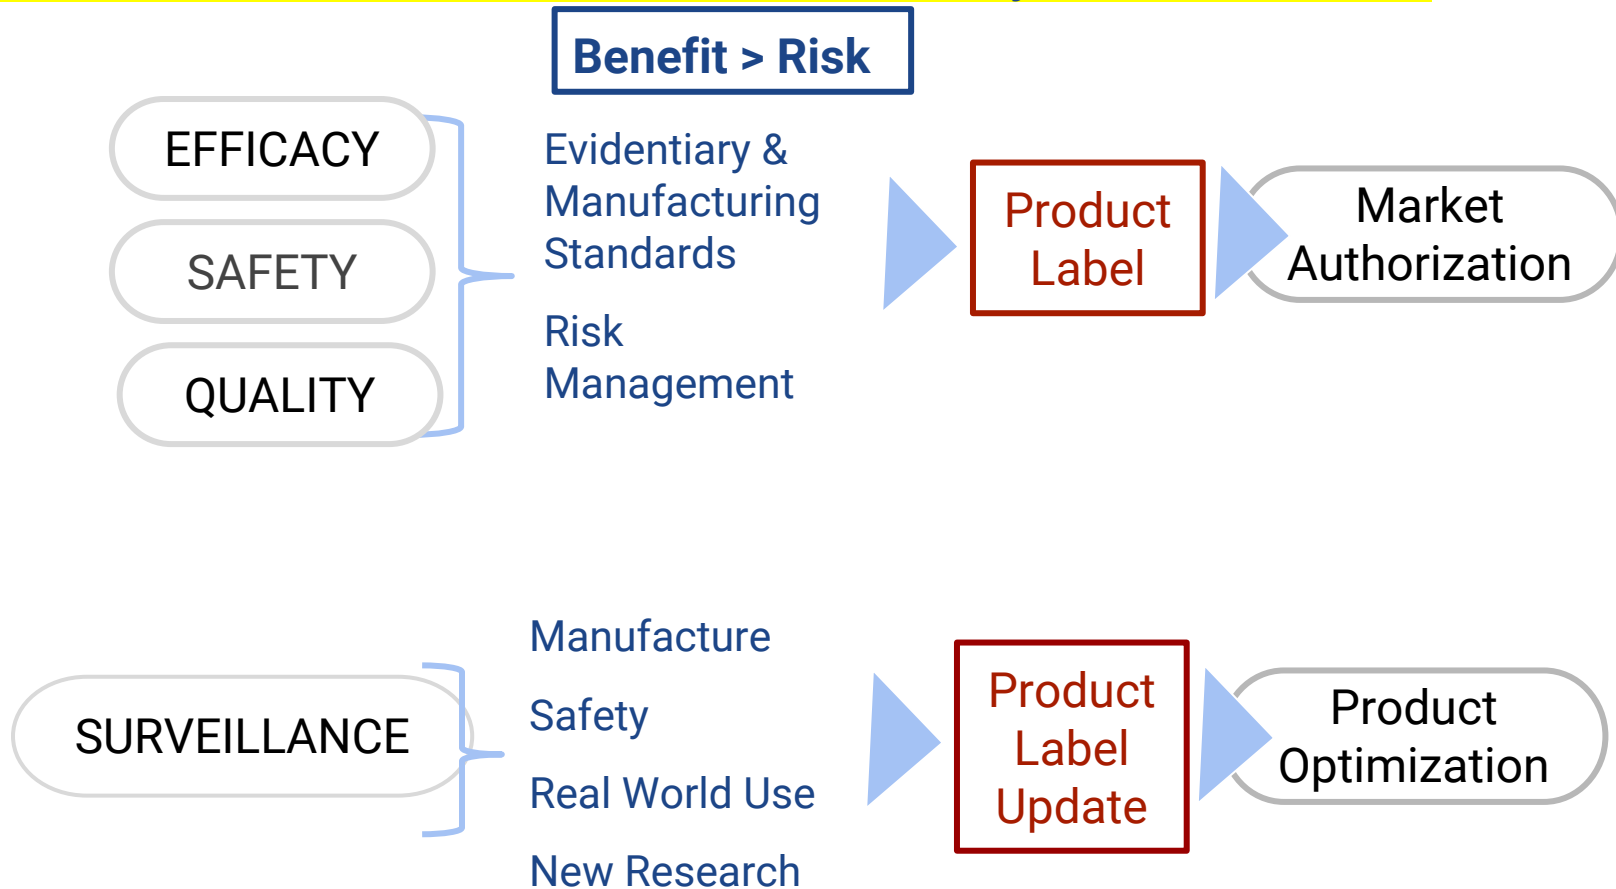 Benefit > Risk
EFFICACY
SAFETY
QUALITY
Evidentiary &
Manufacturing
Standards
Risk
Management
Product
Label
Market
Authorization
SURVEILLANCE
Manufacture
Safety
Real World Use
New Research
Product
Label
Update
Product
Optimization